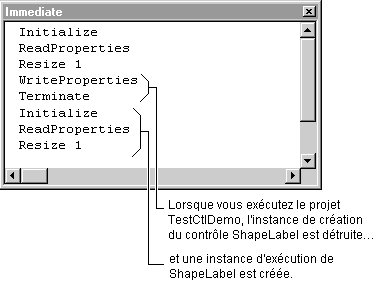 Immediate
Initialize
ReadProperties
Resize 1
WriteProperties
Terminate
Initialize
ReadProperties
Resize 1
Lorsque vous exécutez le projet
TestCtlDemo, l'instance de création
du contrôle ShapeLabel est détruite...
et une instance d'exécution de
ShapeLabel est créée.